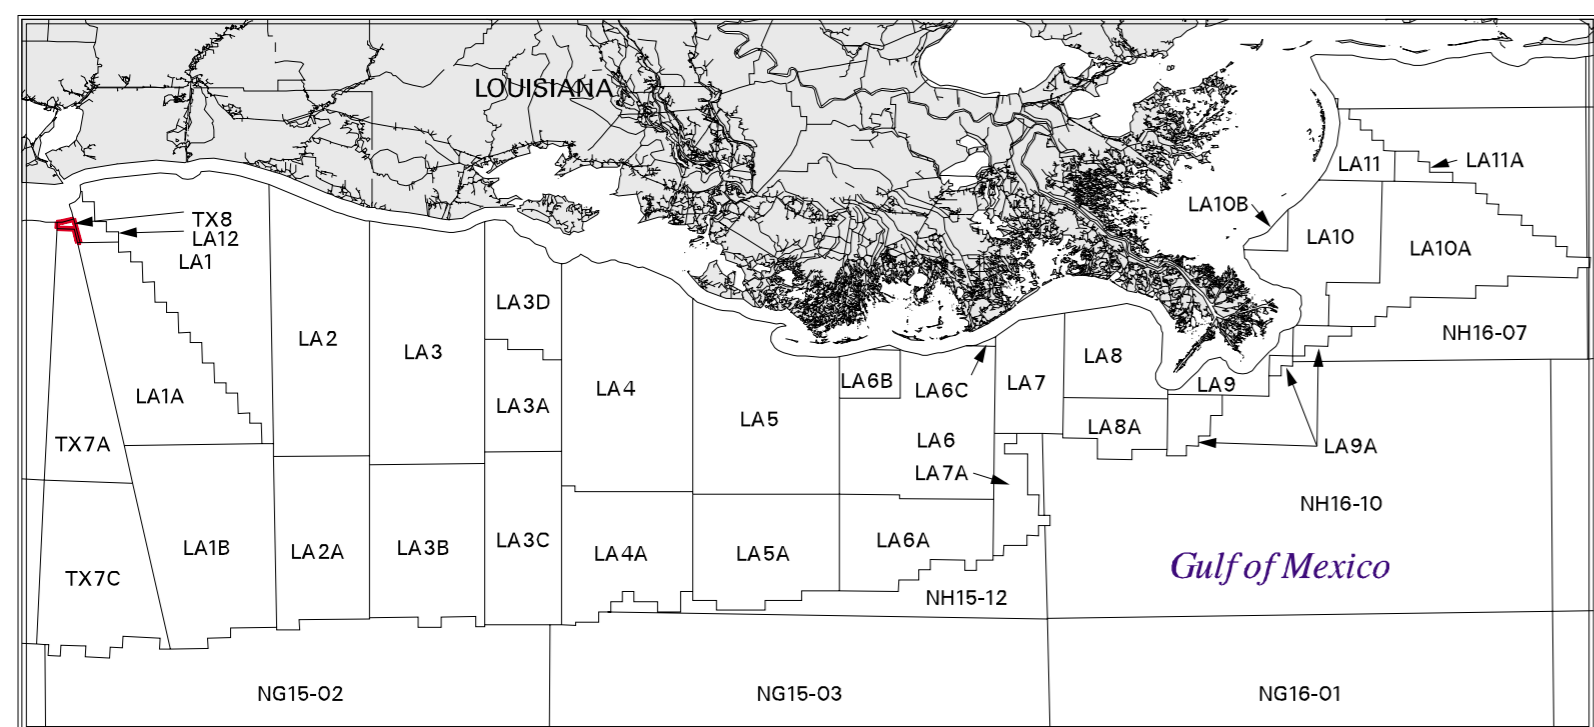 LOUISIANA
LA11
LA11A
LA10B
TX8
LA12
LA1
LA10
LA10A
LA3D
LA2
LA3
LA8
NH16-07
LA4
LA6B
LA6C
LA7
LA9
LA1A
LA3A
LA5
LA8A
TX7A
LA6
LA9A
LA7A
NH16-10
LA1B
LA2A
LA3B
LA3C
LA4A
LA5A
LA6A
Gulf of Mexico
TX7C
NH15-12
NG15-02
NG15-03
NG16-01